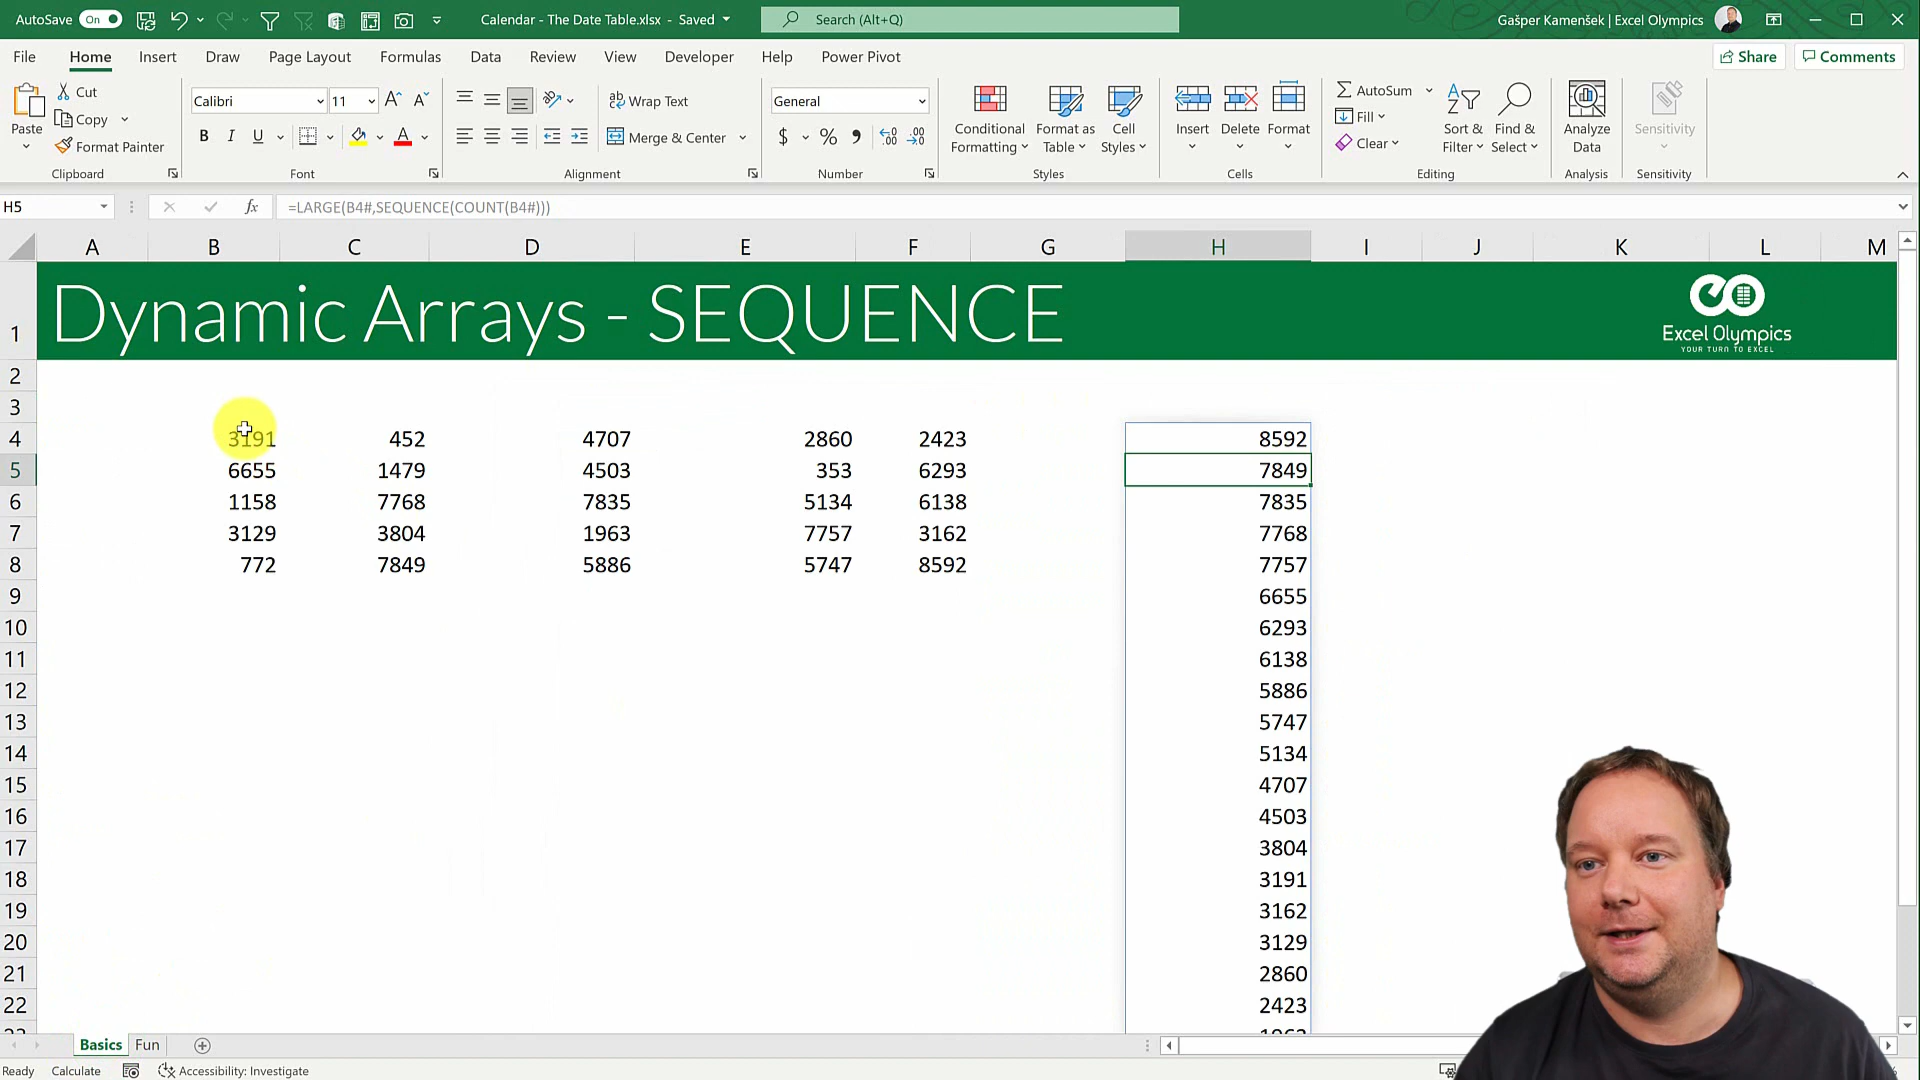 AutoSave On Calendar - The Date Table.xlsx - Saved Search (Alt+Q) Gašper Kamenšek | Excel Olympics
File Home Insert Draw Page Layout Formulas Data Review View Developer Help Power Pivot Share Comments
Cut Calibri 11 Wrap Text General AutoSum
Paste Copy Conditional Formatting Format as Table Cell Styles Insert Delete Format Fill Sort & Filter Find & Select Analyze Data Sensitivity
Format Painter B I U Merge & Center $ % Clear
Clipboard Font Alignment Number Styles Cells Editing Analysis Sensitivity
H5 fx =LARGE(B4#,SEQUENCE(COUNT(B4#)))
A B C D E F G H I J K L M
1 Dynamic Arrays - SEQUENCE
Excel Olympics
YOUR TURN TO EXCEL
2
3
4 3191 452 4707 2860 2423 8592
5 6655 1479 4503 353 6293 7849
6 1158 7768 7835 5134 6138 7835
7 3129 3804 1963 7757 3162 7768
8 772 7849 5886 5747 8592 7757
9 6655
10 6293
11 6138
12 5886
13 5747
14 5134
15 4707
16 4503
17 3804
18 3191
19 3162
20 3129
21 2860
22 2423
Basics Fun
Ready Calculate Accessibility: Investigate